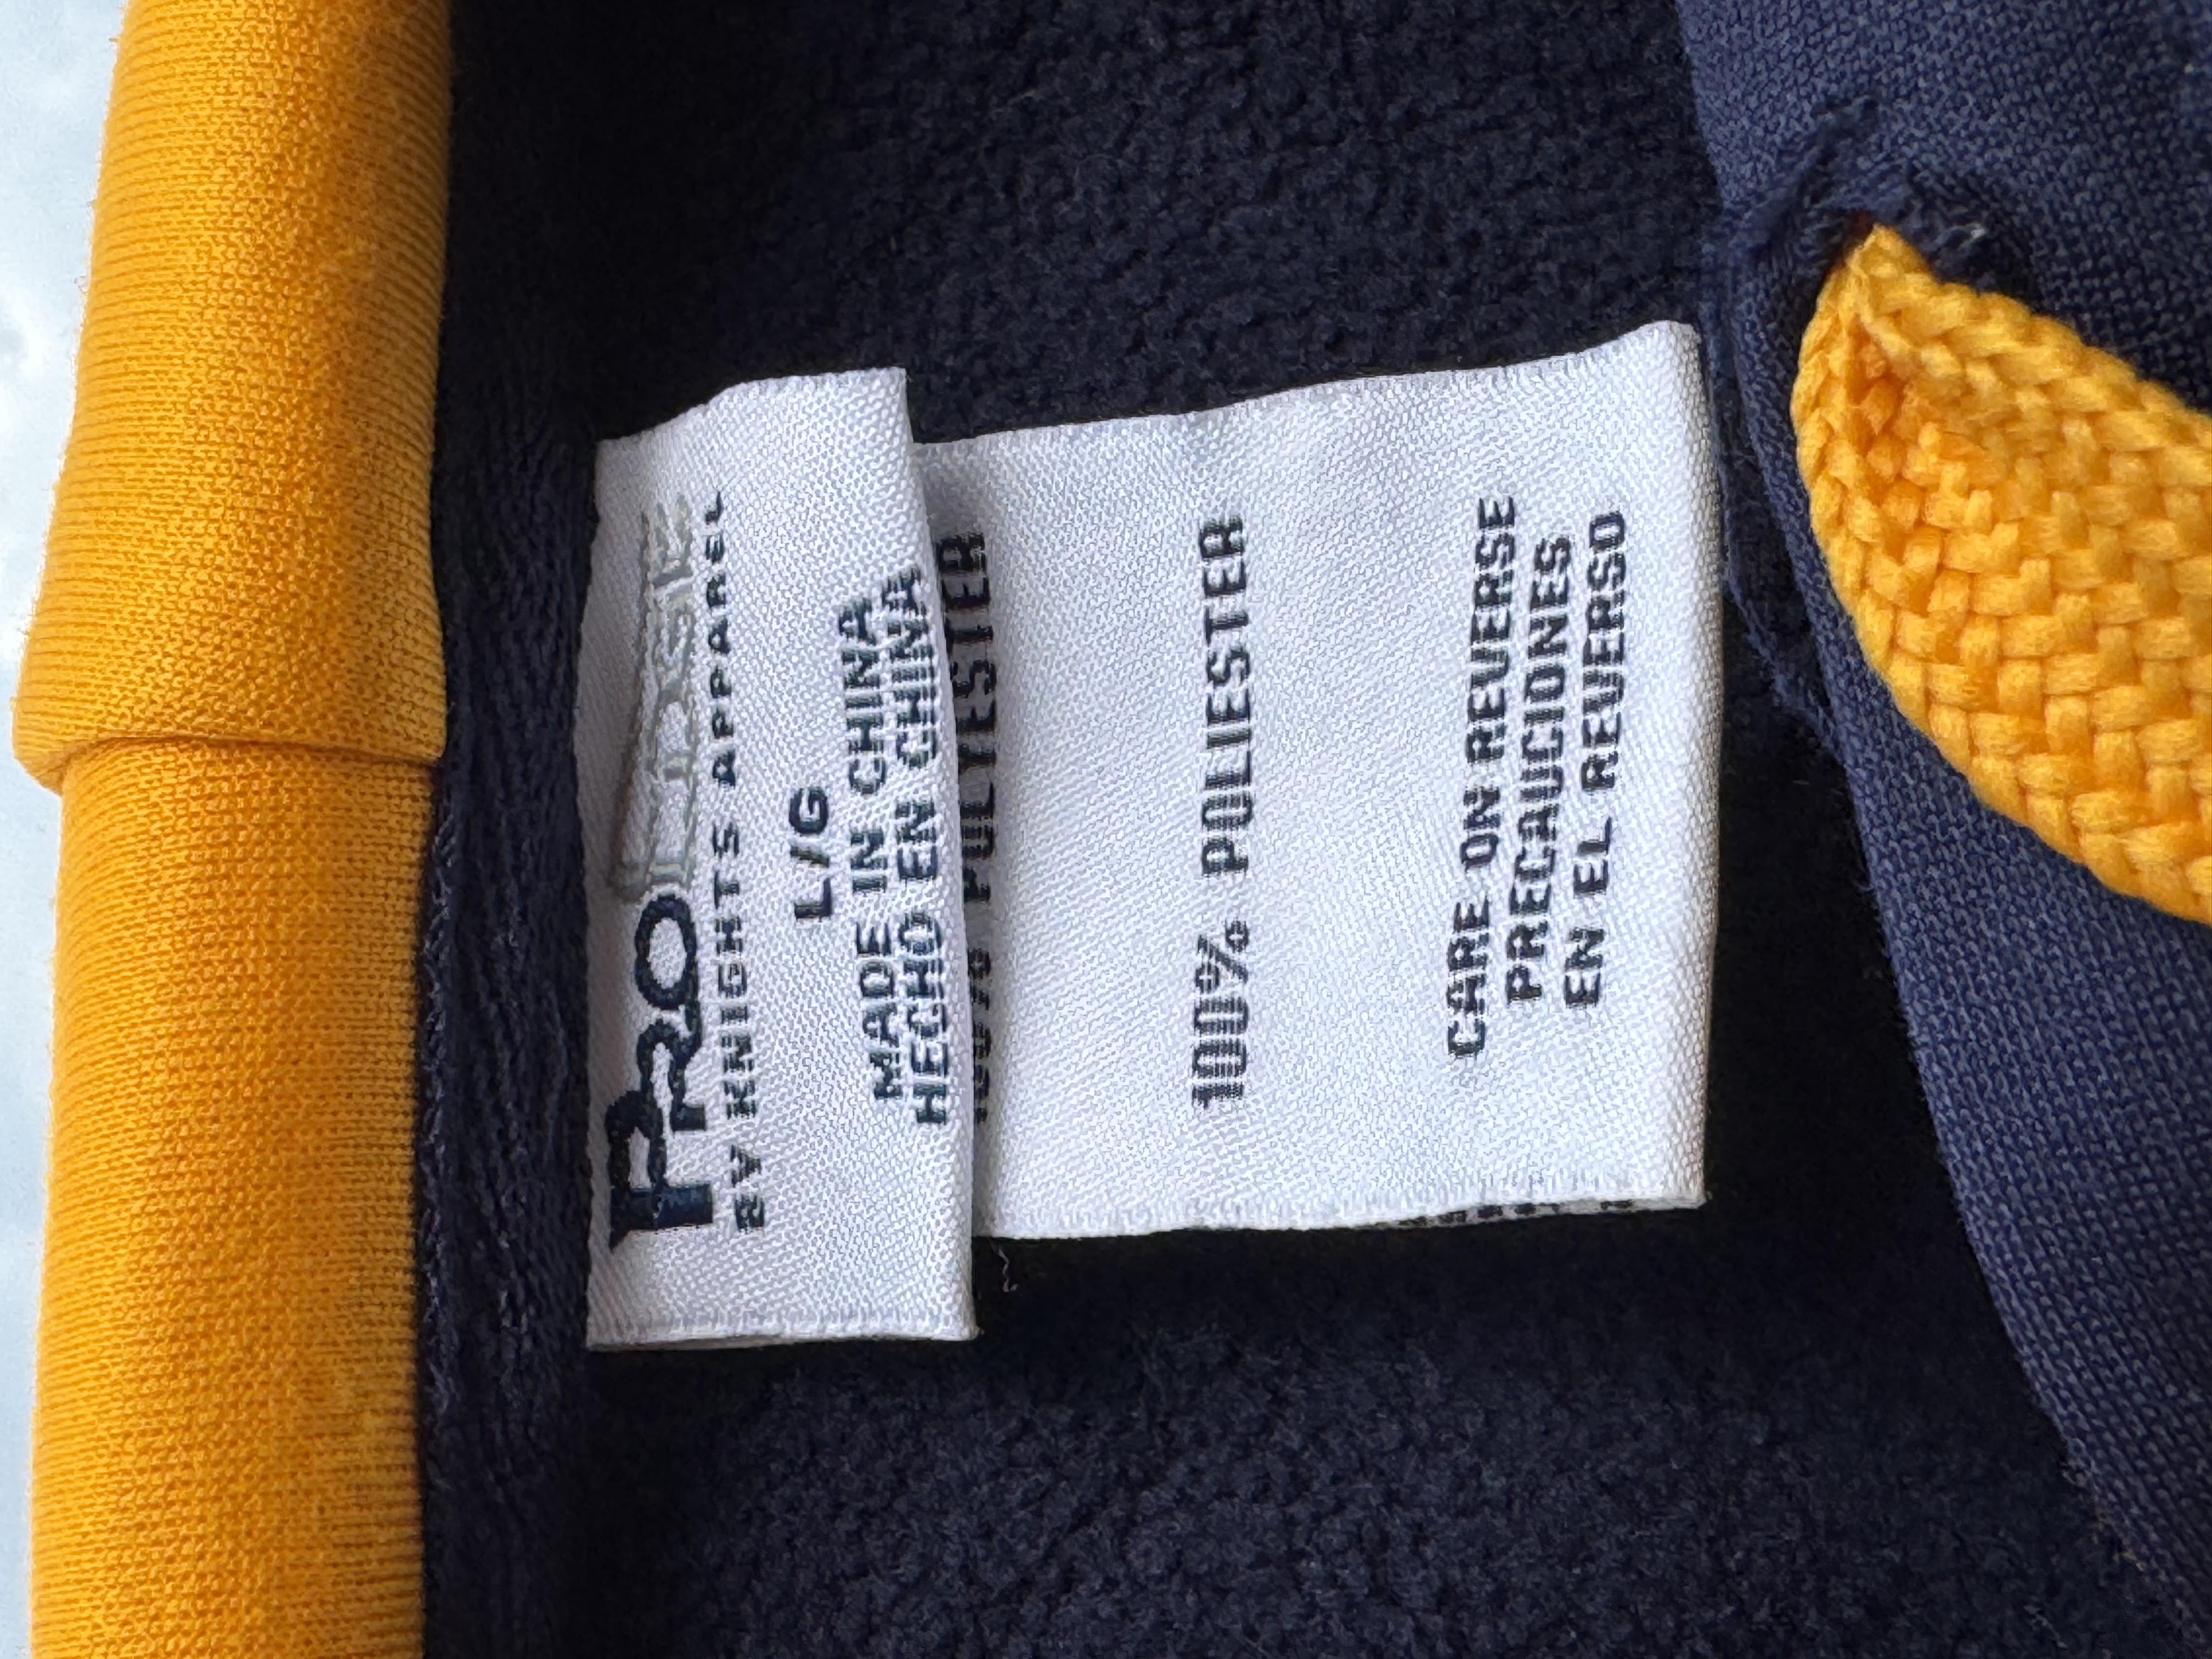 PRO EDGE
BY KNIGHTS APPAREL
L/G
MADE IN CHINA
HECHO EN CHINA
POLYESTER
100% POLIESTER
CARE ON REVERSE
PRECAUCIONES
EN EL REVERSO